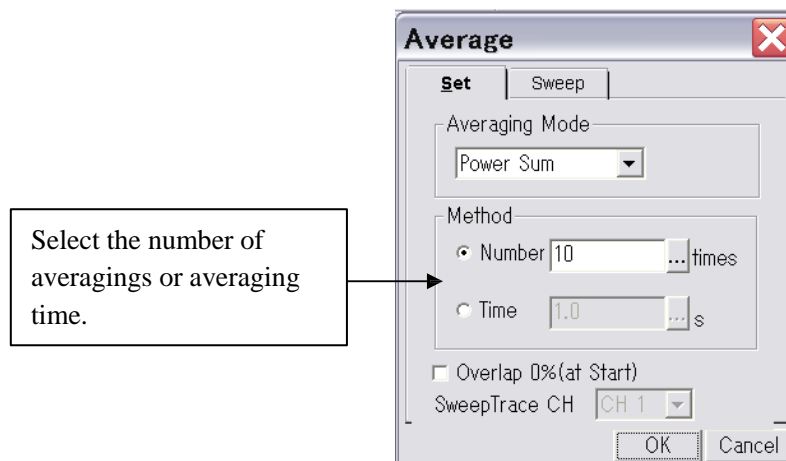 Average
Set Sweep
Averaging Mode
Power Sum
Method
Number 10 ... times
Time 1.0 ... s
Overlap 0%(at Start)
SweepTrace CH CH 1
OK Cancel
Select the number of
averagings or averaging
time.